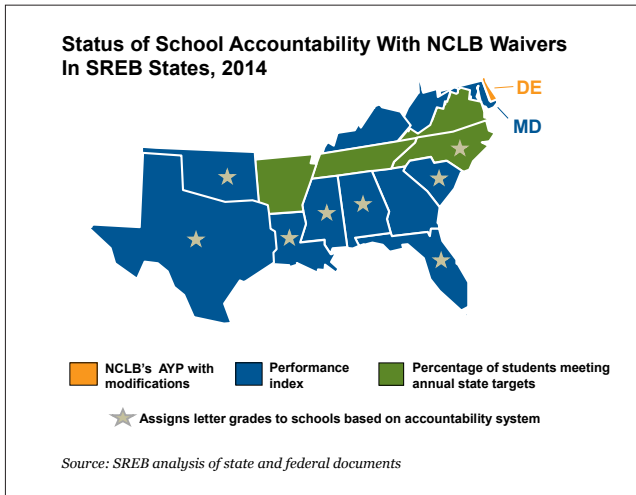 Status of School Accountability With NCLB Waivers
In SREB States, 2014
DE
MD
NCLB's AYP with
modifications
Performance
index
Percentage of students meeting
annual state targets
Assigns letter grades to schools based on accountability system
Source: SREB analysis of state and federal documents